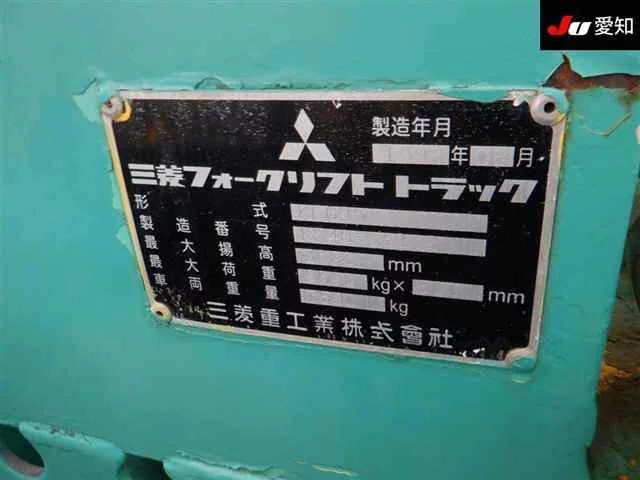 JU 愛知
製造年月
年 月
三菱フォークリフト トラック
形式
製造番号
最大揚高 mm
最大荷重 kg× mm
車両重量 kg
三菱重工業株式會社